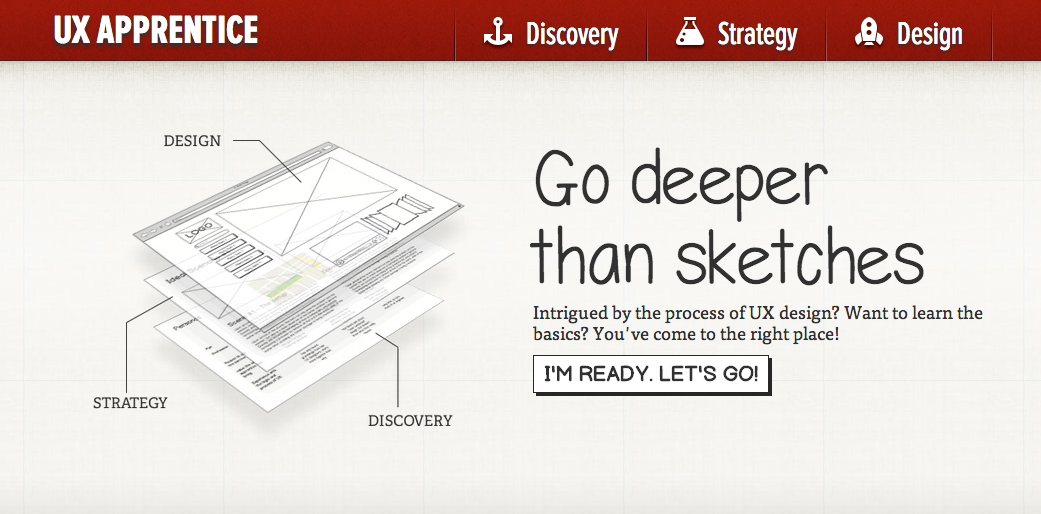 UX APPRENTICE
Discovery
Strategy
Design
DESIGN
LOGO
STRATEGY
DISCOVERY
Go deeper
than sketches
Intrigued by the process of UX design? Want to learn the
basics? You've come to the right place!
I'M READY. LET'S GO!